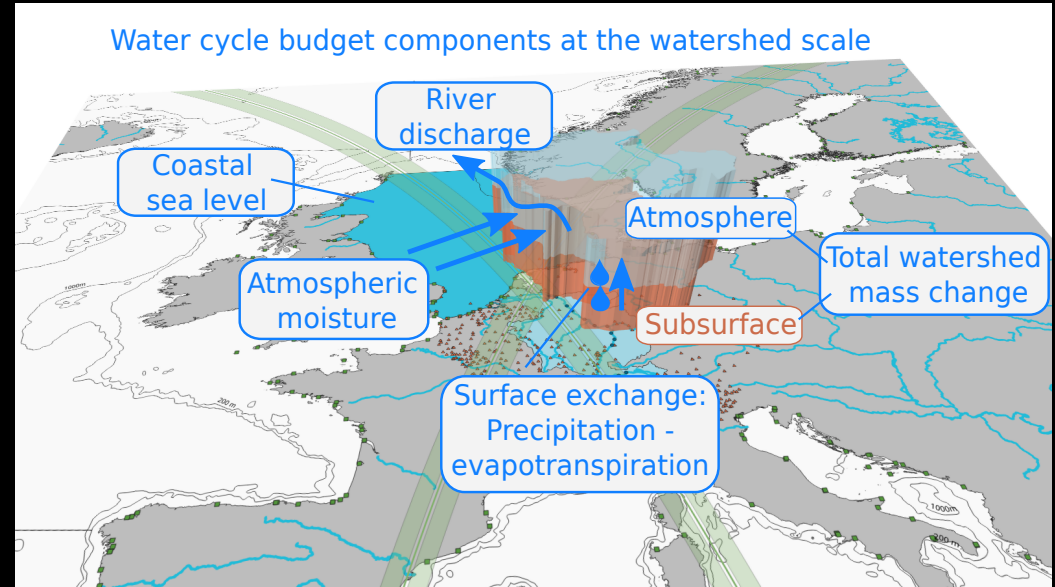 Water cycle budget components at the watershed scale
River
discharge
Coastal
sea level
Atmosphere
Total watershed
mass change
Atmospheric
moisture
Subsurface
Surface exchange:
Precipitation -
evapotranspiration
1000m
200 m
1000m
200 m